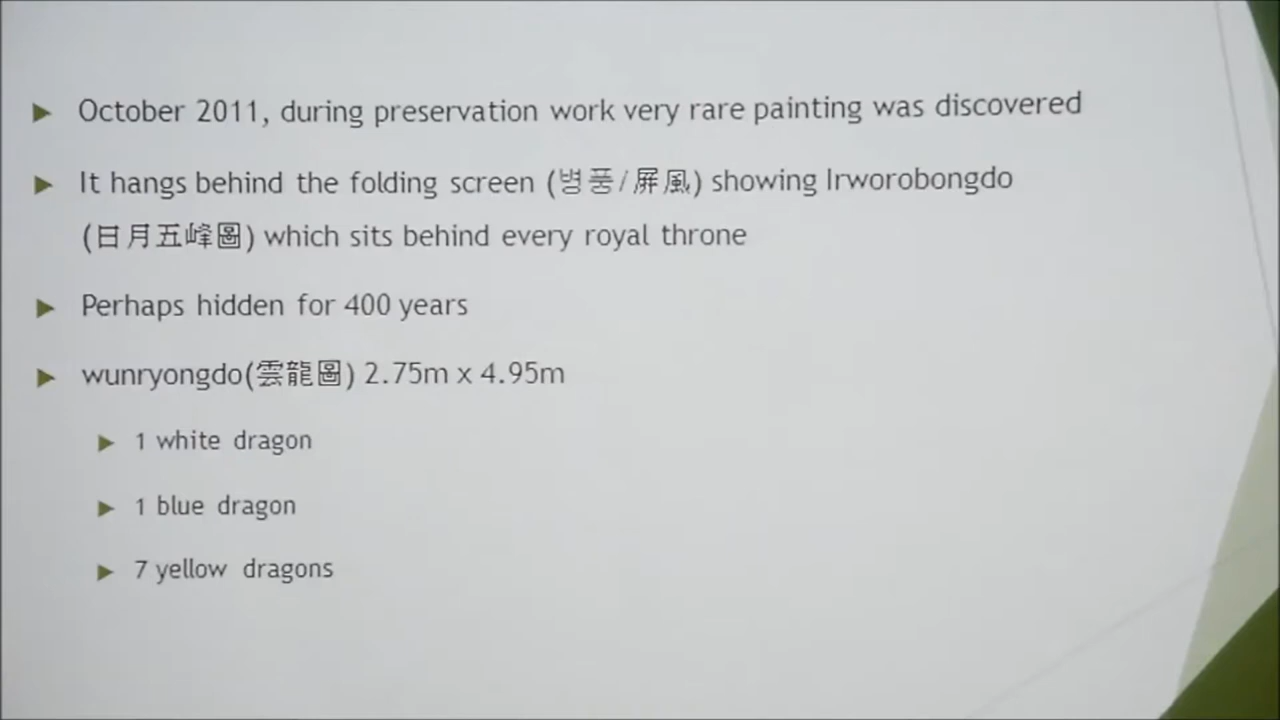 October 2011, during preservation work very rare painting was discovered
It hangs behind the folding screen (병풍/屛風) showing Irworobongdo
(日月五峰圖) which sits behind every royal throne
Perhaps hidden for 400 years
wunryongdo(雲龍圖) 2.75m x 4.95m
1 white dragon
1 blue dragon
7 yellow dragons